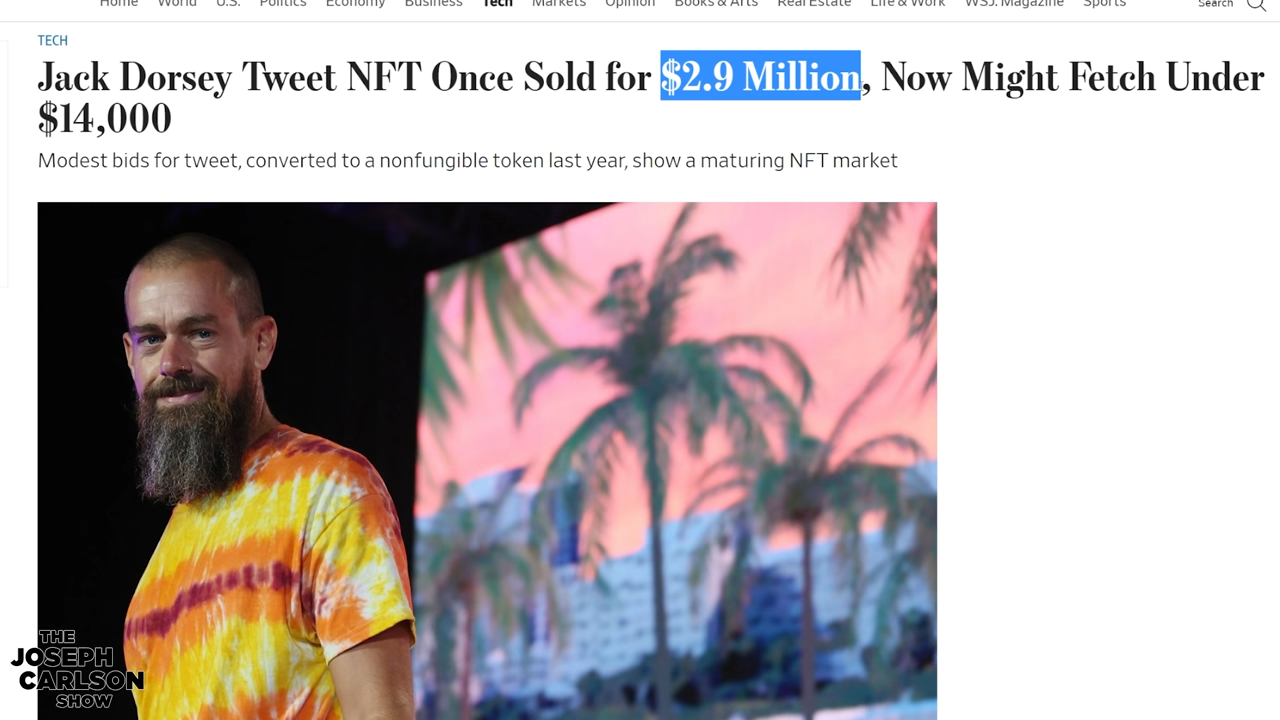 Home World U.S. Politics Economy Business Tech Markets Opinion Books & Arts Real Estate Life & Work WSJ. Magazine Sports Search
TECH
Jack Dorsey Tweet NFT Once Sold for $2.9 Million, Now Might Fetch Under
$14,000
Modest bids for tweet, converted to a nonfungible token last year, show a maturing NFT market
THE
JOSEPH
CARLSON
SHOW